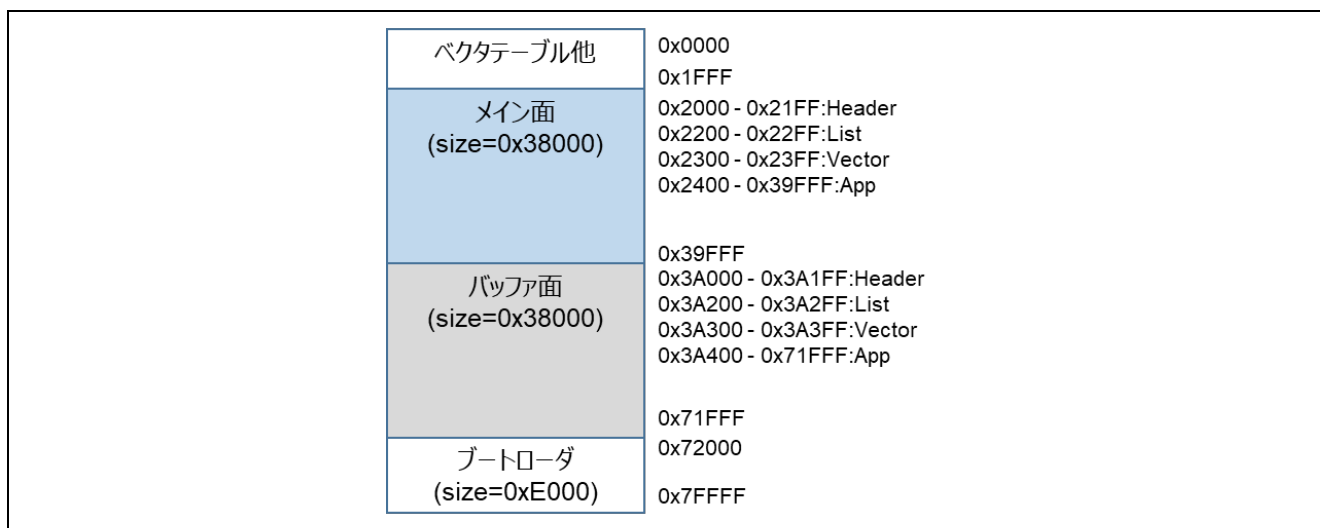 ベクタテーブル他
0x0000
0x1FFF
メイン面
(size=0x38000)
0x2000 - 0x21FF:Header
0x2200 - 0x22FF:List
0x2300 - 0x23FF:Vector
0x2400 - 0x39FFF:App
0x39FFF
バッファ面
(size=0x38000)
0x3A000 - 0x3A1FF:Header
0x3A200 - 0x3A2FF:List
0x3A300 - 0x3A3FF:Vector
0x3A400 - 0x71FFF:App
0x71FFF
ブートローダ
(size=0xE000)
0x72000
0x7FFFF